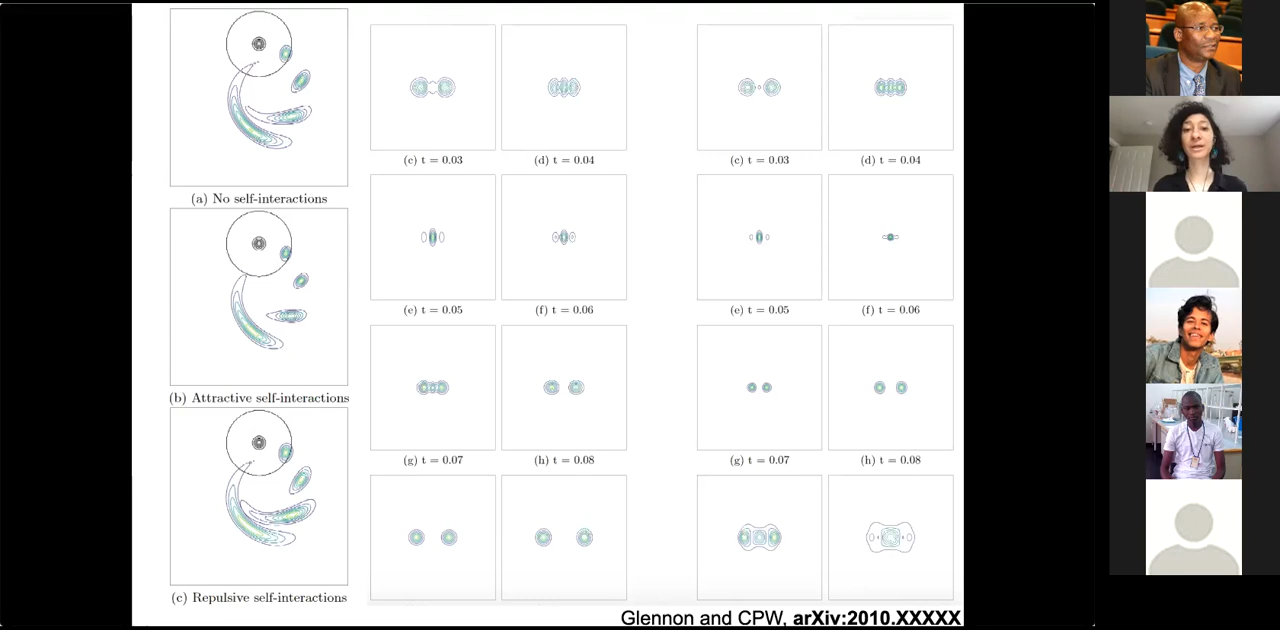 (a) No self-interactions
(b) Attractive self-interactions
(c) Repulsive self-interactions
(c) t = 0.03
(d) t = 0.04
(e) t = 0.05
(f) t = 0.06
(g) t = 0.07
(h) t = 0.08
(c) t = 0.03
(d) t = 0.04
(e) t = 0.05
(f) t = 0.06
(g) t = 0.07
(h) t = 0.08
Glennon and CPW, arXiv:2010.XXXXX